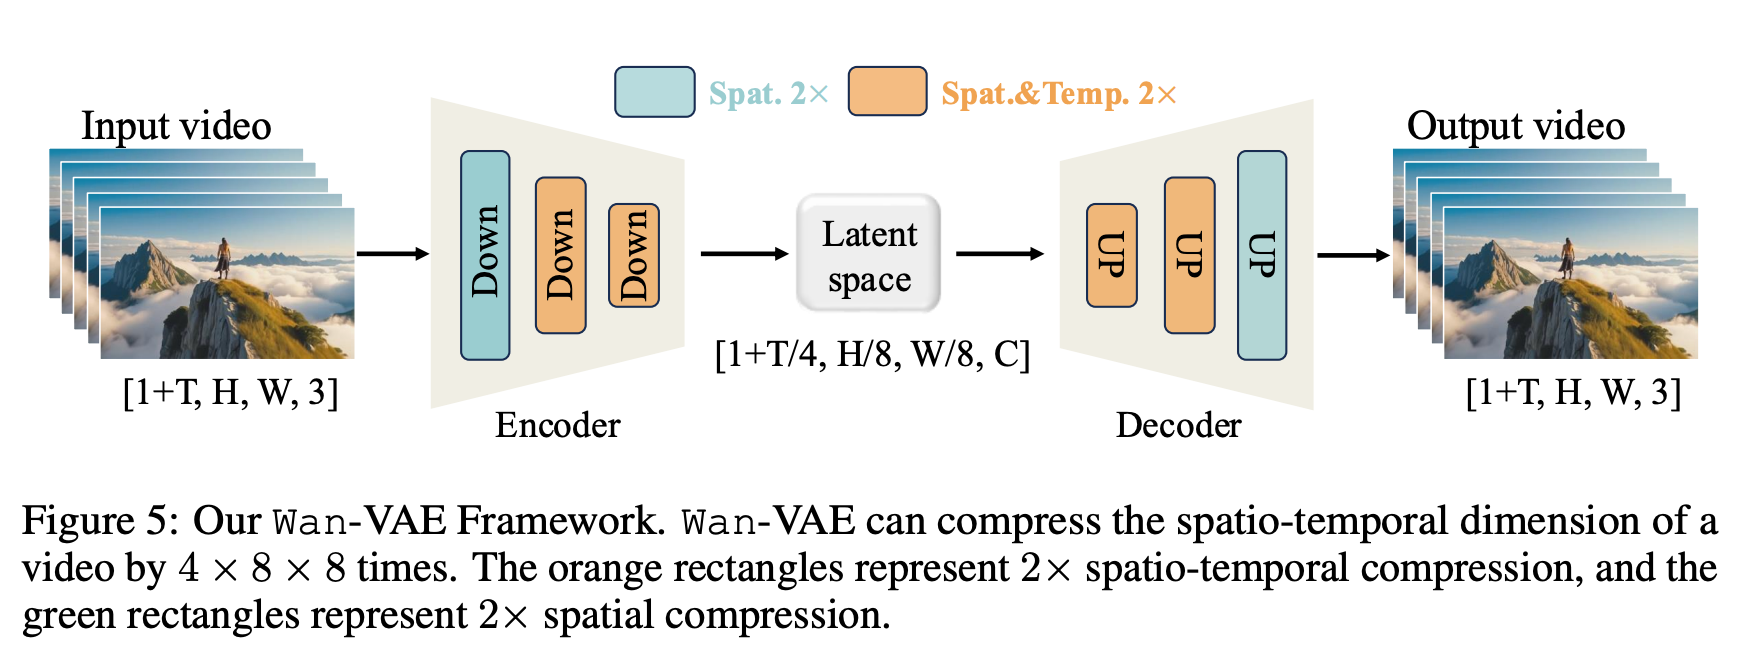 Spat. 2× Spat.&Temp. 2×
Input video
Output video
Down
Down
Down
Latent
space
UP
UP
UP
[1+T, H, W, 3]
[1+T/4, H/8, W/8, C]
[1+T, H, W, 3]
Encoder
Decoder
Figure 5: Our Wan-VAE Framework. Wan-VAE can compress the spatio-temporal dimension of a
video by 4 × 8 × 8 times. The orange rectangles represent 2× spatio-temporal compression, and the
green rectangles represent 2× spatial compression.